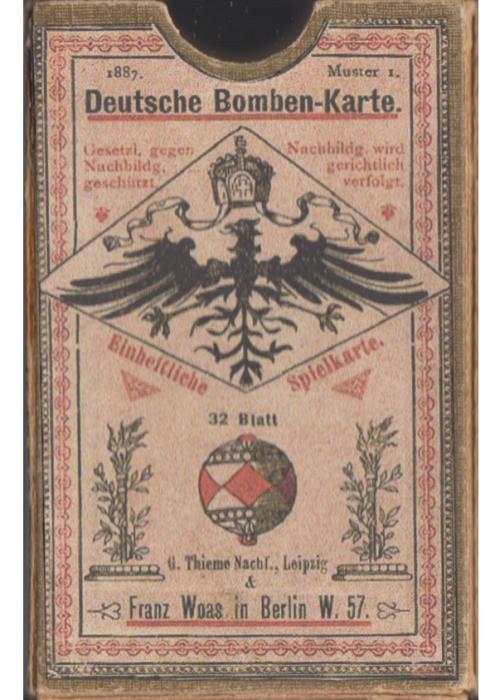 1887. Muster 1.
Deutsche Bomben-Karte.
Gesetzl. gegen
Nachbildg.
geschützt.
Nachbildg. wird
gerichtlich
verfolgt.
Einheitliche Spielkarte.
32 Blatt
G. Thieme Nachf., Leipzig
&
Franz Woas in Berlin W. 57.